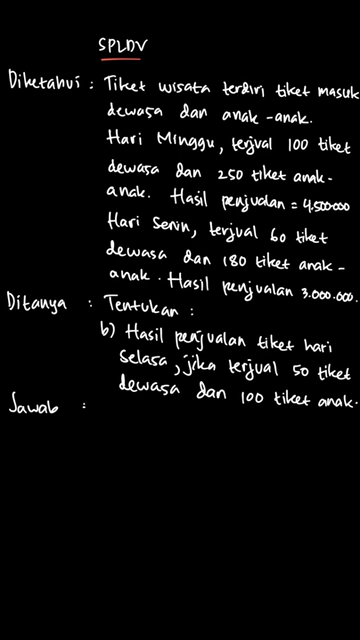 SPLDV
Diketahui : Tiket wisata terdiri tiket masuk
dewasa dan anak-anak.
Hari Minggu, terjual 100 tiket
dewasa dan 250 tiket anak-
anak. Hasil penjualan = 4.500.000
Hari Senin, terjual 60 tiket
dewasa dan 180 tiket anak-
anak. Hasil penjualan 3.000.000.
Ditanya : Tentukan :
b) Hasil penjualan tiket hari
Selasa, jika terjual 50 tiket
dewasa dan 100 tiket anak.
Jawab :